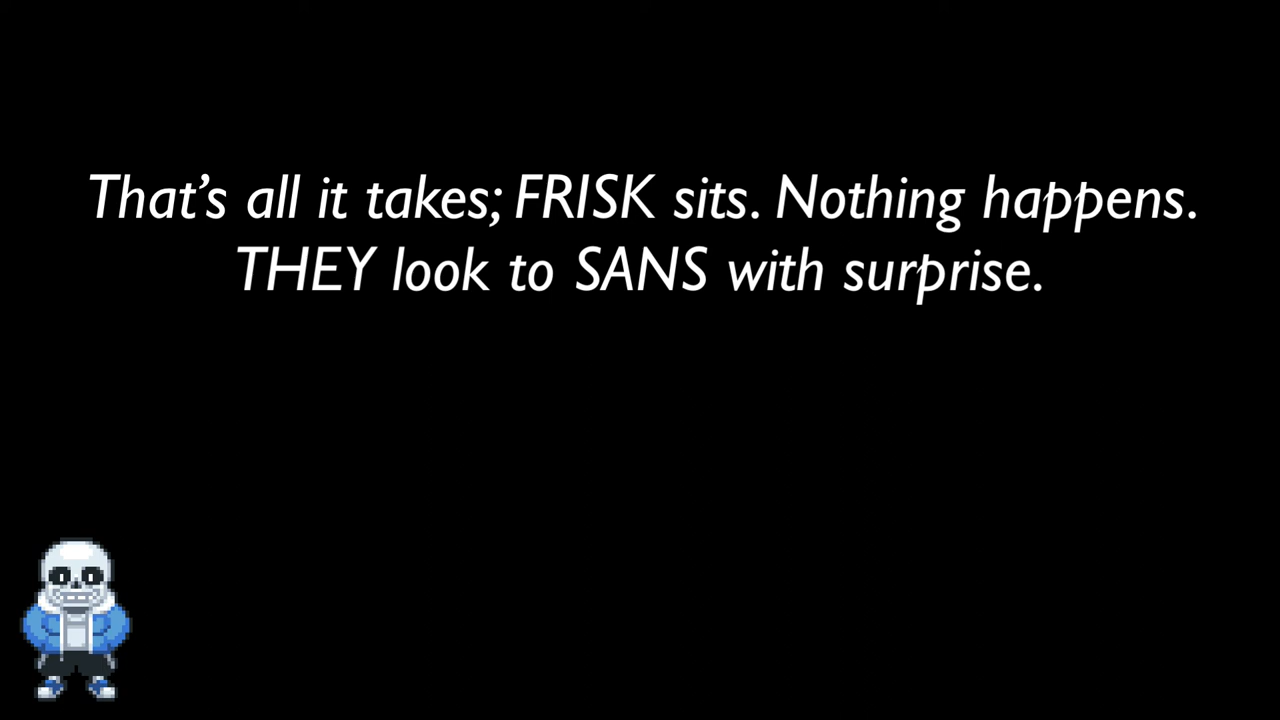 That’s all it takes; FRISK sits. Nothing happens.
THEY look to SANS with surprise.